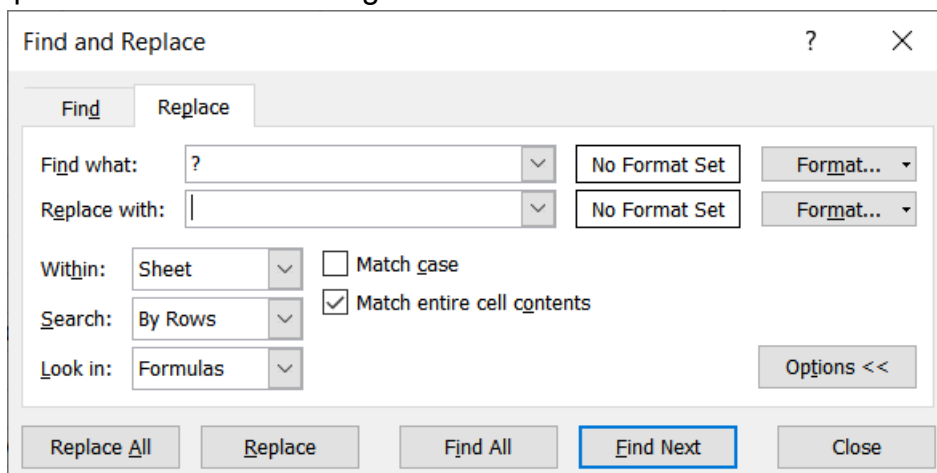 Find and Replace ?
Find Replace
Find what: ? No Format Set Format...
Replace with: No Format Set Format...
Within: Sheet Match case
Match entire cell contents
Search: By Rows
Look in: Formulas Options <<
Replace All Replace Find All Find Next Close